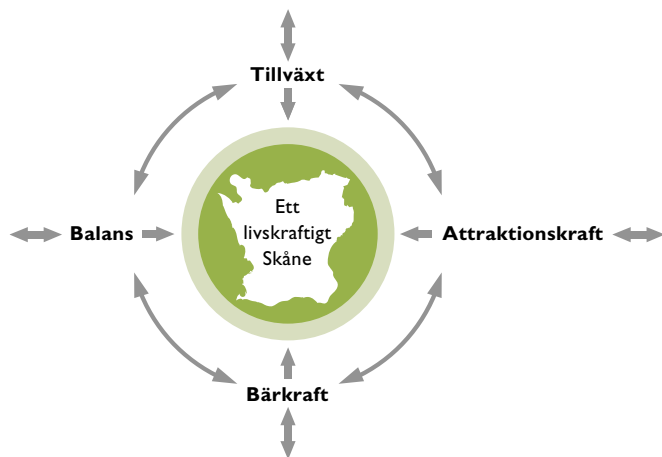 Tillväxt
Ett
livskraftigt
Skåne
Balans
Attraktionskraft
Bärkraft